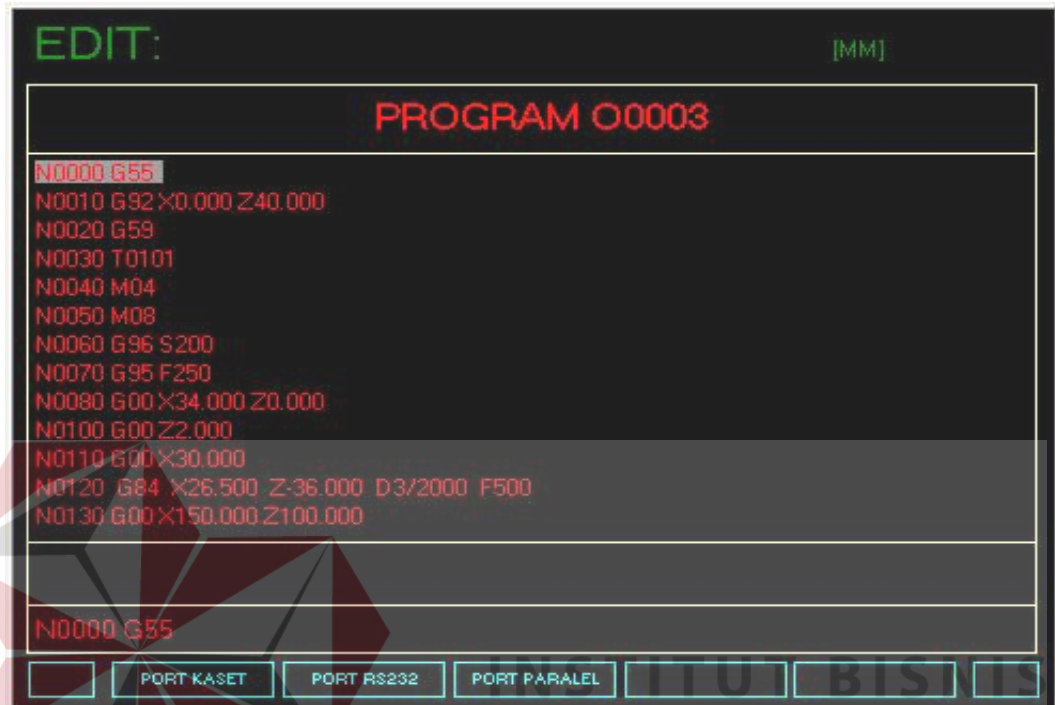 EDIT:
[MM]
PROGRAM O0003
N0000 G55
N0010 G92 X0.000 Z40.000
N0020 G59
N0030 T0101
N0040 M04
N0050 M08
N0060 G96 S200
N0070 G95 F250
N0080 G00 X34.000 Z0.000
N0100 G00 Z2.000
N0110 G00 X30.000
N0120 G84 X26.500 Z-36.000 D3/2000 F500
N0130 G00 X150.000 Z100.000
N0000 G55
PORT KASET PORT RS232 PORT PARALEL
INSTITUT BISNIS